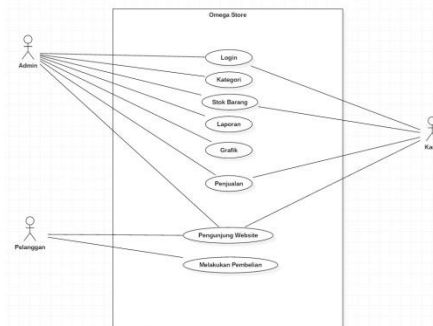 Omega Store
Login
Admin
Kategori
Stok Barang
Laporan
Grafik
Penjualan
Pengunjung Website
Pelanggan
Melakukan Pembelian